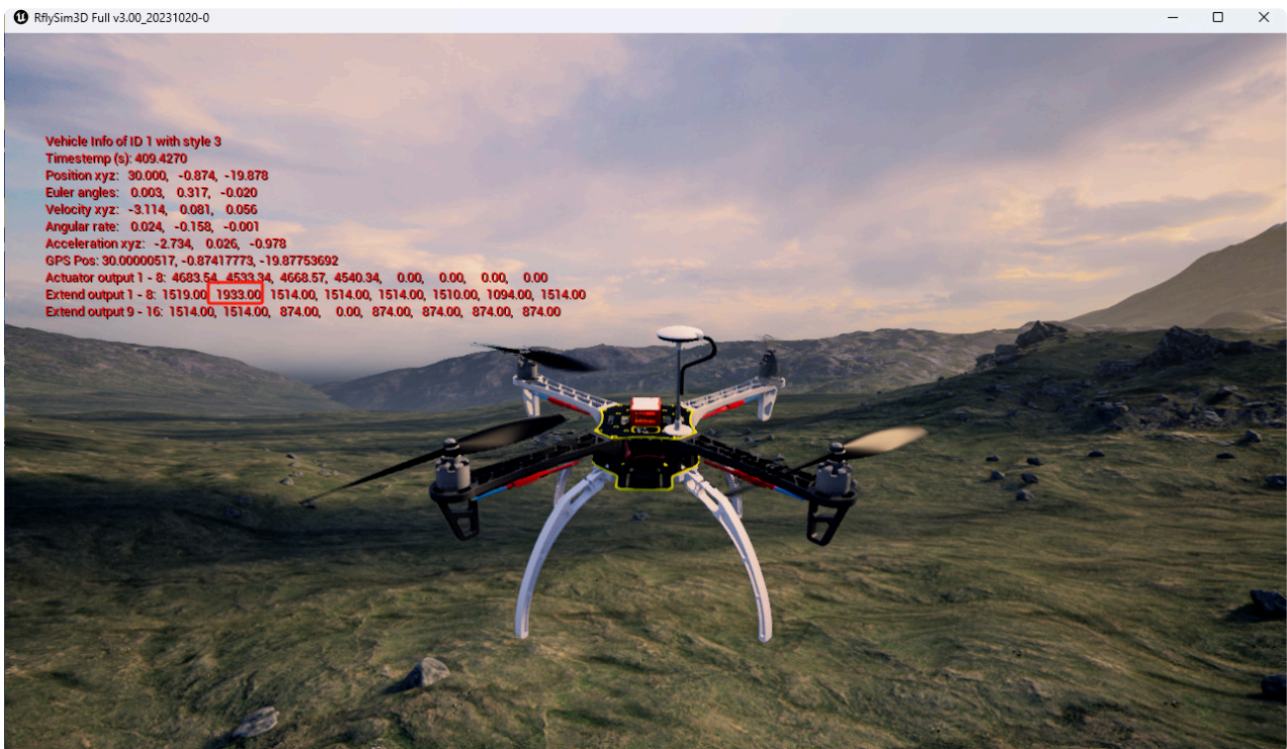 RflySim3D Full v3.00_20231020-0
Vehicle Info of ID 1 with style 3
Timestemp (s): 409.4270
Position xyz: 30.000, -0.874, -19.878
Euler angles: 0.003, 0.317, -0.020
Velocity xyz: -3.114, 0.081, 0.056
Angular rate: 0.024, -0.158, -0.001
Acceleration xyz: -2.734, 0.026, -0.978
GPS Pos: 30.00000517, -0.87417773, -19.87753692
Actuator output 1 - 8: 4683.54, 4533.34, 4668.57, 4540.34, 0.00, 0.00, 0.00, 0.00
Extend output 1 - 8: 1519.00, 1933.00, 1514.00, 1514.00, 1514.00, 1510.00, 1094.00, 1514.00
Extend output 9 - 16: 1514.00, 1514.00, 874.00, 0.00, 874.00, 874.00, 874.00, 874.00